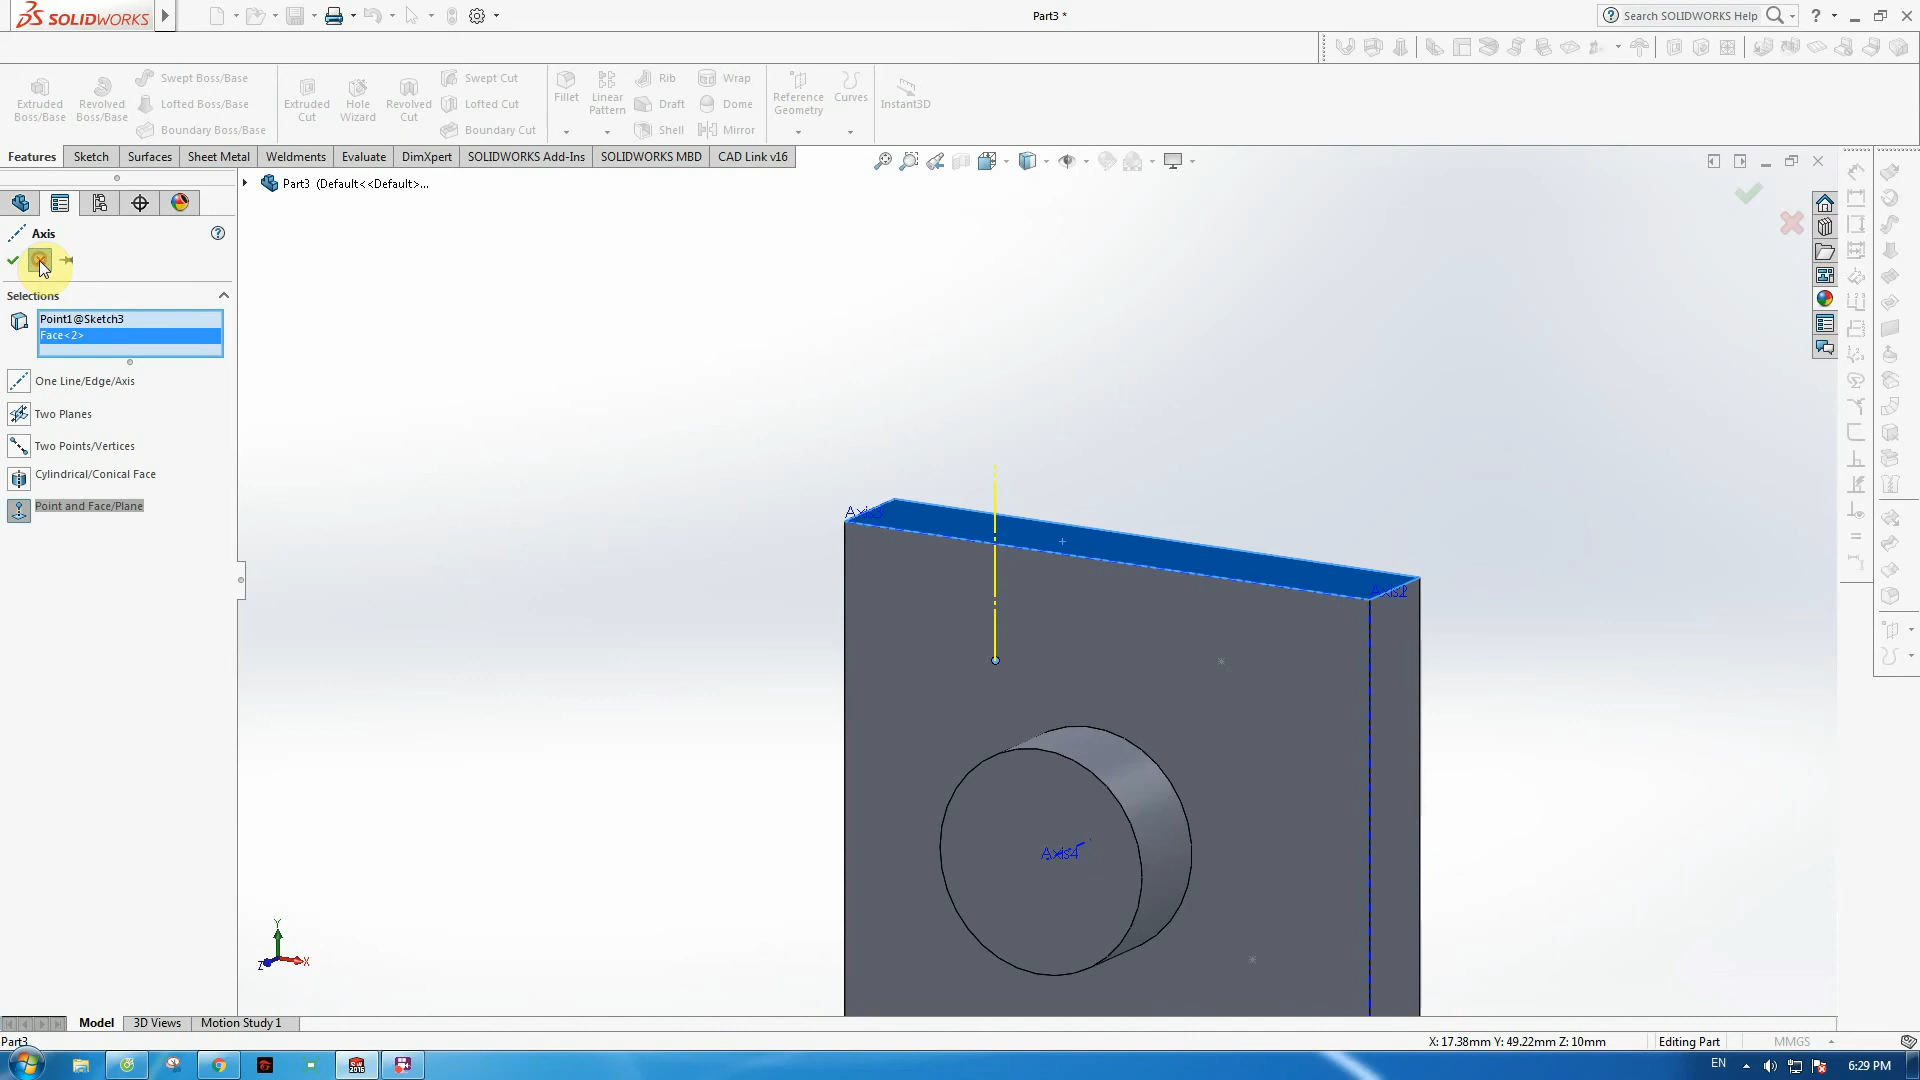 SOLIDWORKS
Part3 *
Search SOLIDWORKS Help
Extruded Boss/Base
Revolved Boss/Base
Swept Boss/Base
Lofted Boss/Base
Boundary Boss/Base
Extruded Cut
Hole Wizard
Revolved Cut
Swept Cut
Lofted Cut
Boundary Cut
Fillet
Linear Pattern
Rib
Draft
Shell
Wrap
Dome
Mirror
Reference Geometry
Curves
Instant3D
Features
Sketch
Surfaces
Sheet Metal
Weldments
Evaluate
DimXpert
SOLIDWORKS Add-Ins
SOLIDWORKS MBD
CAD Link v16
Part3 (Default<<Default>...
Axis
Selections
Point1@Sketch3
Face<2>
One Line/Edge/Axis
Two Planes
Two Points/Vertices
Cylindrical/Conical Face
Point and Face/Plane
Axis4
Y
X
Z
Model
3D Views
Motion Study 1
Part3
X: 17.38mm Y: 49.22mm Z: 10mm
Editing Part
MMGS
EN
6:29 PM